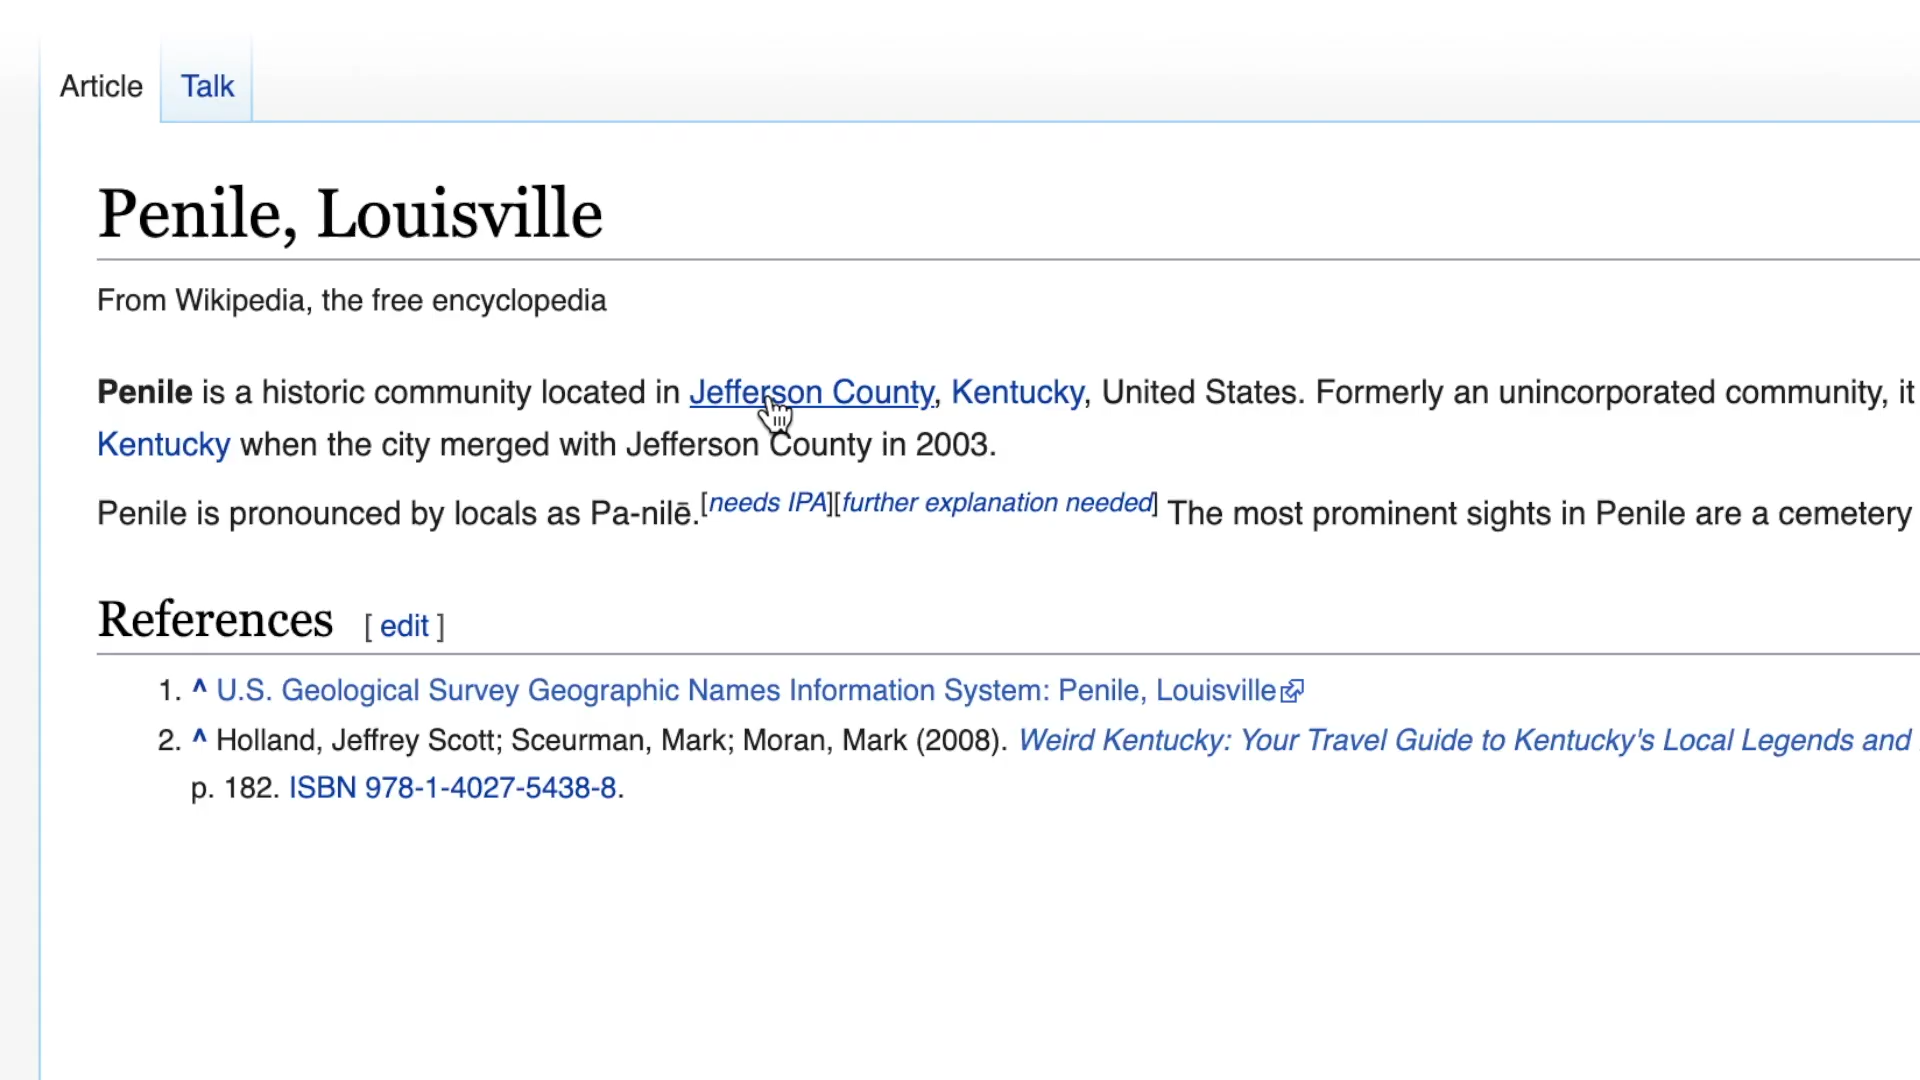 Article Talk
Penile, Louisville
From Wikipedia, the free encyclopedia
Penile is a historic community located in Jefferson County, Kentucky, United States. Formerly an unincorporated community, it
Kentucky when the city merged with Jefferson County in 2003.
Penile is pronounced by locals as Pa-nilē.[needs IPA][further explanation needed] The most prominent sights in Penile are a cemetery
References [ edit ]
1. ^ U.S. Geological Survey Geographic Names Information System: Penile, Louisville
2. ^ Holland, Jeffrey Scott; Sceurman, Mark; Moran, Mark (2008). Weird Kentucky: Your Travel Guide to Kentucky's Local Legends and
p. 182. ISBN 978-1-4027-5438-8.